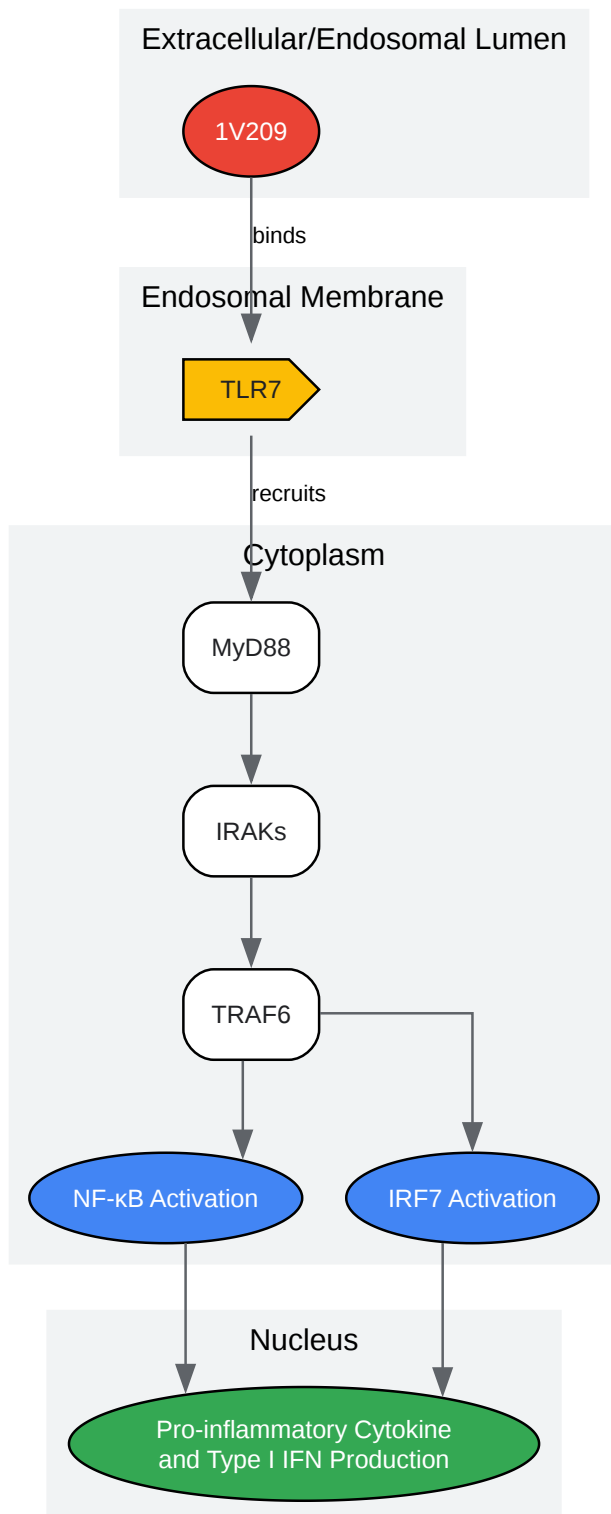 Extracellular/Endosomal Lumen
1V209
binds
Endosomal Membrane
TLR7
recruits
Cytoplasm
MyD88
IRAKs
TRAF6
NF-κB Activation
IRF7 Activation
Nucleus
Pro-inflammatory Cytokine
and Type I IFN Production